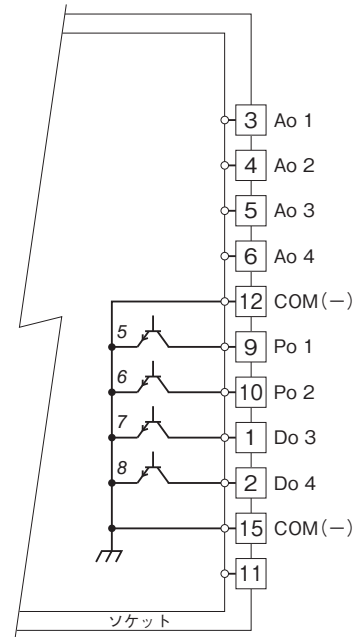 3 Ao 1
4 Ao 2
5 Ao 3
6 Ao 4
12 COM(−)
5 9 Po 1
6 10 Po 2
7 1 Do 3
8 2 Do 4
15 COM(−)
11
ソケット